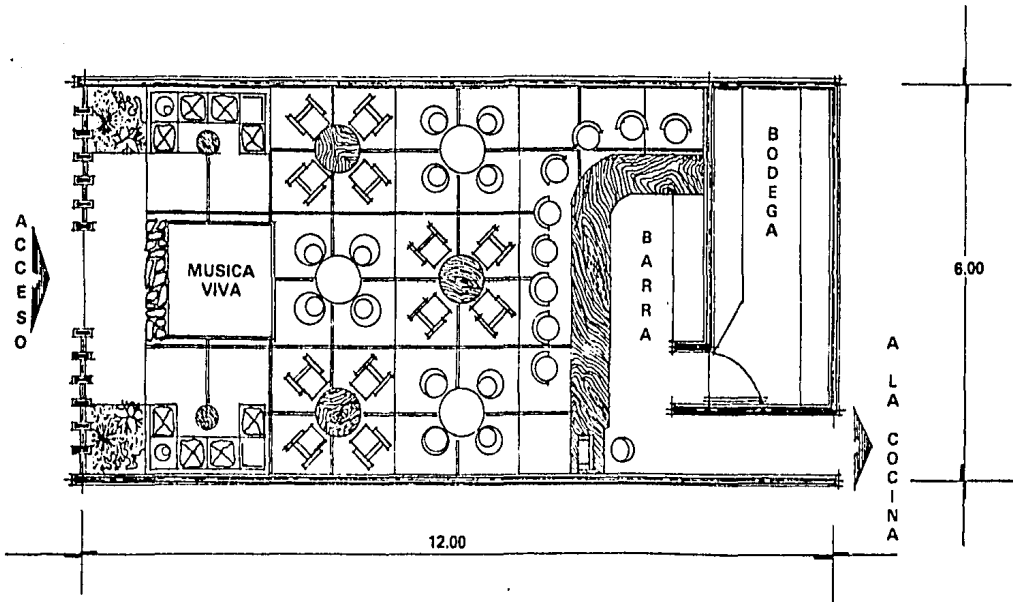 ACCESO
MUSICA
VIVA
BARRA
BODEGA
A LA COCINA
6.00
12.00